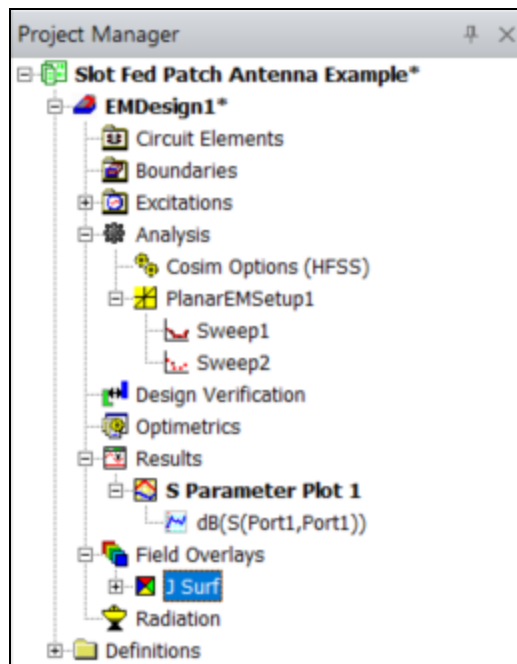 Project Manager
Slot Fed Patch Antenna Example*
EMDesign1*
Circuit Elements
Boundaries
Excitations
Analysis
Cosim Options (HFSS)
PlanarEMSetup1
Sweep1
Sweep2
Design Verification
Optimetrics
Results
S Parameter Plot 1
dB(S(Port1,Port1))
Field Overlays
J Surf
Radiation
Definitions